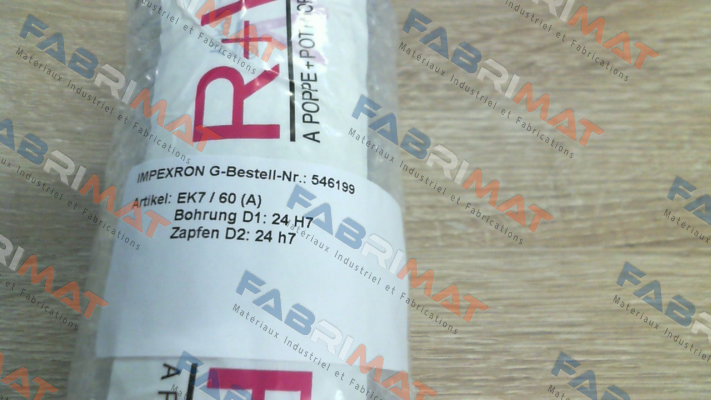 R+W
A POPPE+POTTHOF
IMPEXRON G-Bestell-Nr.: 546199
Artikel: EK7 / 60 (A)
Bohrung D1: 24 H7
Zapfen D2: 24 h7
FABRIMAT
Matériaux Industriel et Fabrications